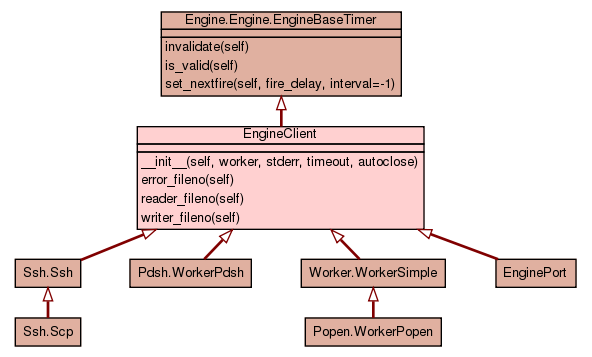 Engine.Engine.EngineBaseTimer
invalidate(self)
is_valid(self)
set_nextfire(self, fire_delay, interval=-1)
EngineClient
__init__(self, worker, stderr, timeout, autoclose)
error_fileno(self)
reader_fileno(self)
writer_fileno(self)
Ssh.Ssh
Pdsh.WorkerPdsh
Worker.WorkerSimple
EnginePort
Ssh.Scp
Popen.WorkerPopen